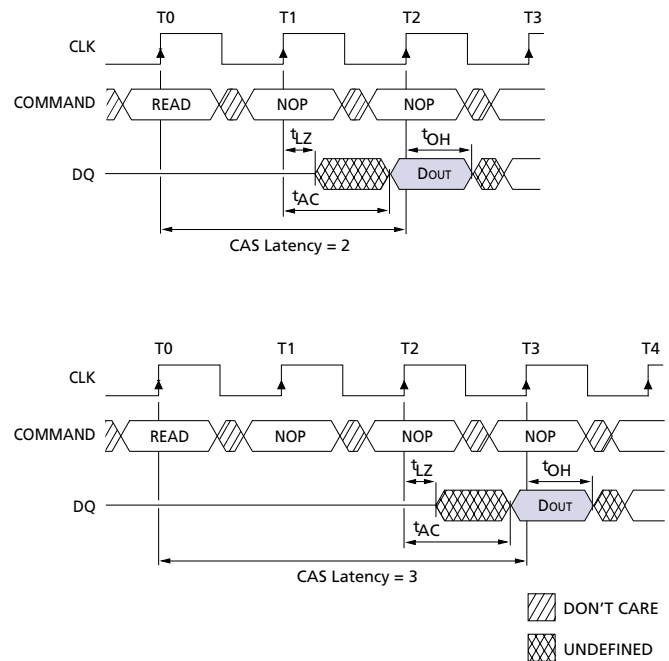 T0 T1 T2 T3
CLK
COMMAND READ NOP NOP
tLZ tOH
DQ DOUT
tAC
CAS Latency = 2
T0 T1 T2 T3 T4
CLK
COMMAND READ NOP NOP NOP
tLZ tOH
DQ DOUT
tAC
CAS Latency = 3
DON'T CARE
UNDEFINED